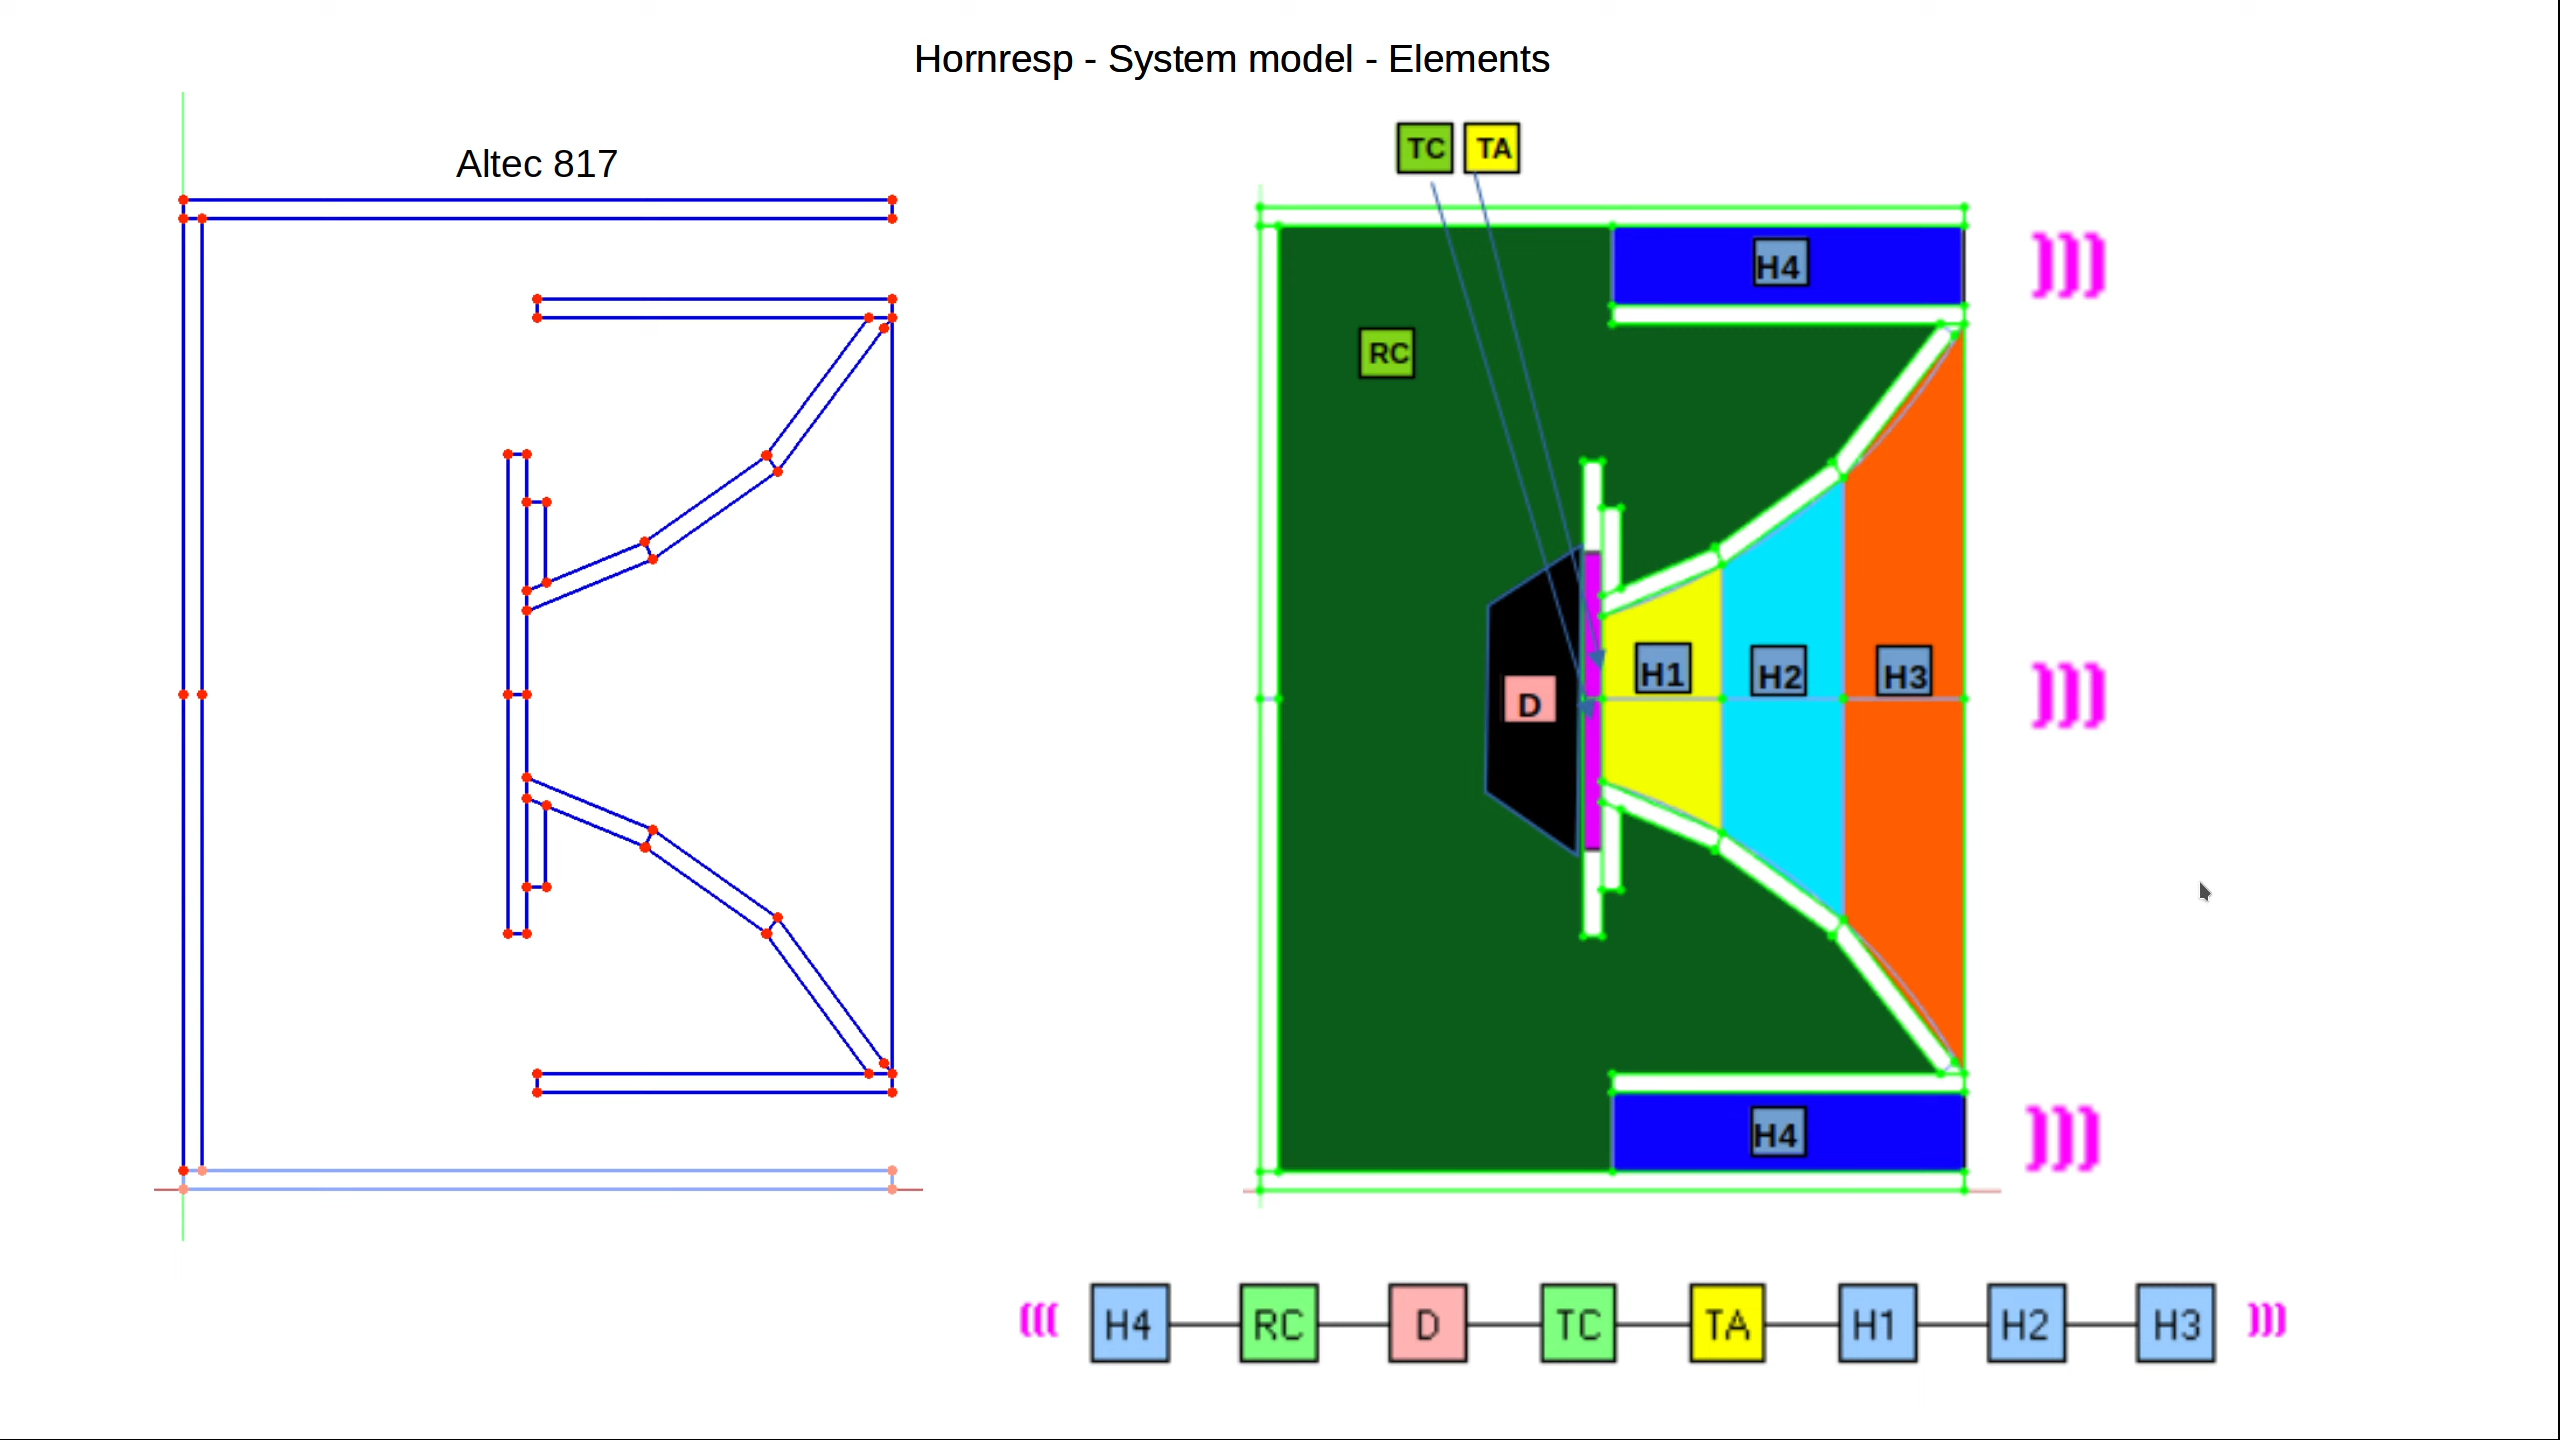 Hornresp - System model - Elements
Altec 817
TC TA
H4
RC
H1 H2 H3
D
H4
((( H4 RC D TC TA H1 H2 H3 )))